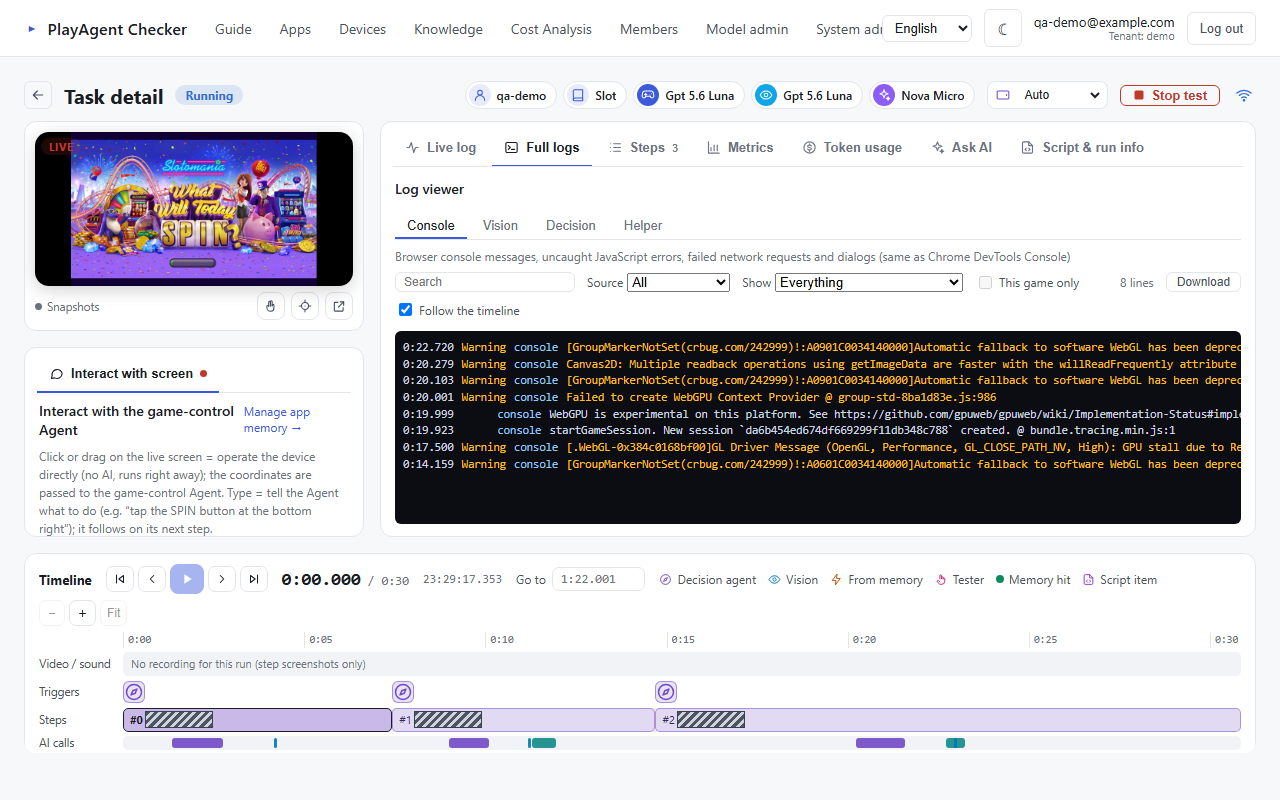 PlayAgent Checker Guide Apps Devices Knowledge Cost Analysis Members Model admin System adm English qa-demo@example.com Log out
Tenant: demo
Task detail Running qa-demo Slot Gpt 5.6 Luna Gpt 5.6 Luna Nova Micro Auto Stop test
LIVE
Slotomania
What
Will Today
SPIN?
Snapshots
Interact with screen
Interact with the game-control Agent
Manage app memory →
Click or drag on the live screen = operate the device
directly (no AI, runs right away); the coordinates are
passed to the game-control Agent. Type = tell the Agent
what to do (e.g. “tap the SPIN button at the bottom
right”); it follows on its next step.
Live log Full logs Steps 3 Metrics Token usage Ask AI Script & run info
Log viewer
Console Vision Decision Helper
Browser console messages, uncaught JavaScript errors, failed network requests and dialogs (same as Chrome DevTools Console)
Search Source All Show Everything This game only 8 lines Download
Follow the timeline
0:22.720 Warning console [GroupMarkerNotSet(crbug.com/242999)!:A0901C0034140000]Automatic fallback to software WebGL has been deprec
0:20.279 Warning console Canvas2D: Multiple readback operations using getImageData are faster with the willReadFrequently attribute
0:20.103 Warning console [GroupMarkerNotSet(crbug.com/242999)!:A0901C0034140000]Automatic fallback to software WebGL has been deprec
0:20.001 Warning console Failed to create WebGPU Context Provider @ group-std-8ba1d83e.js:986
0:19.999 console WebGPU is experimental on this platform. See https://github.com/gpuweb/gpuweb/wiki/Implementation-Status#imple
0:19.923 console startGameSession. New session `da6b454ed674df669299f11db348c788` created. @ bundle.tracing.min.js:1
0:17.500 Warning console [.WebGL-0x384c0168bf00]GL Driver Message (OpenGL, Performance, GL_CLOSE_PATH_NV, High): GPU stall due to Re
0:14.159 Warning console [GroupMarkerNotSet(crbug.com/242999)!:A0601C0034140000]Automatic fallback to software WebGL has been deprec
Timeline 0:00.000 / 0:30 23:29:17.353 Go to 1:22.001 Decision agent Vision From memory Tester Memory hit Script item
− + Fit
0:00 0:05 0:10 0:15 0:20 0:25 0:30
Video / sound No recording for this run (step screenshots only)
Triggers
Steps #0 #1 #2
AI calls